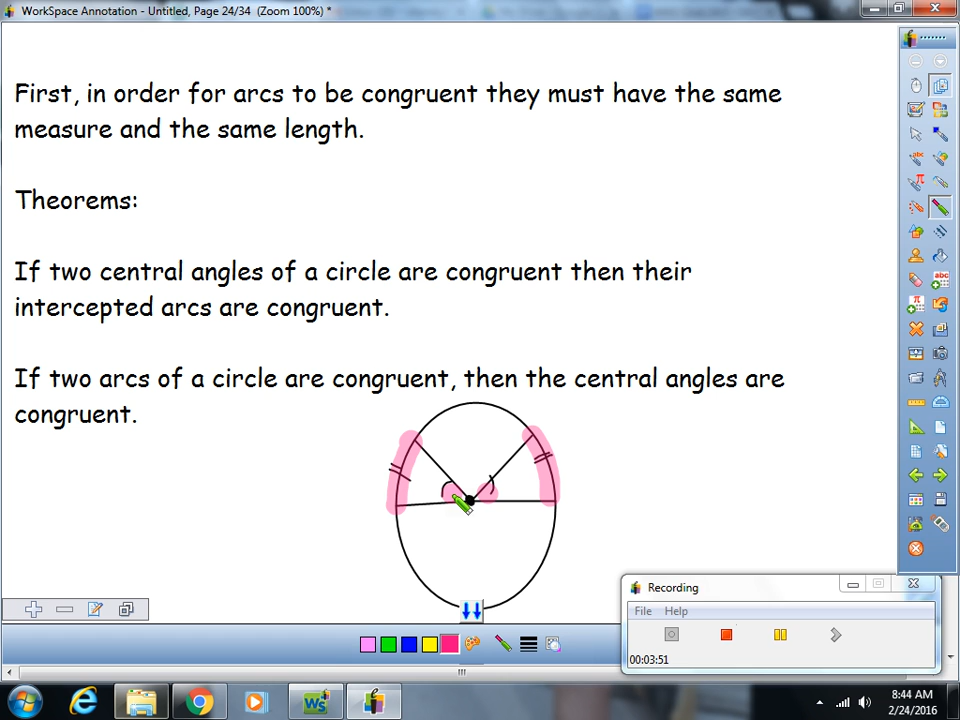 WorkSpace Annotation - Untitled, Page 24/34 (Zoom 100%) *
First, in order for arcs to be congruent they must have the same
measure and the same length.
Theorems:
If two central angles of a circle are congruent then their
intercepted arcs are congruent.
If two arcs of a circle are congruent, then the central angles are
congruent.
Recording
File Help
00:03:51
8:44 AM
2/24/2016